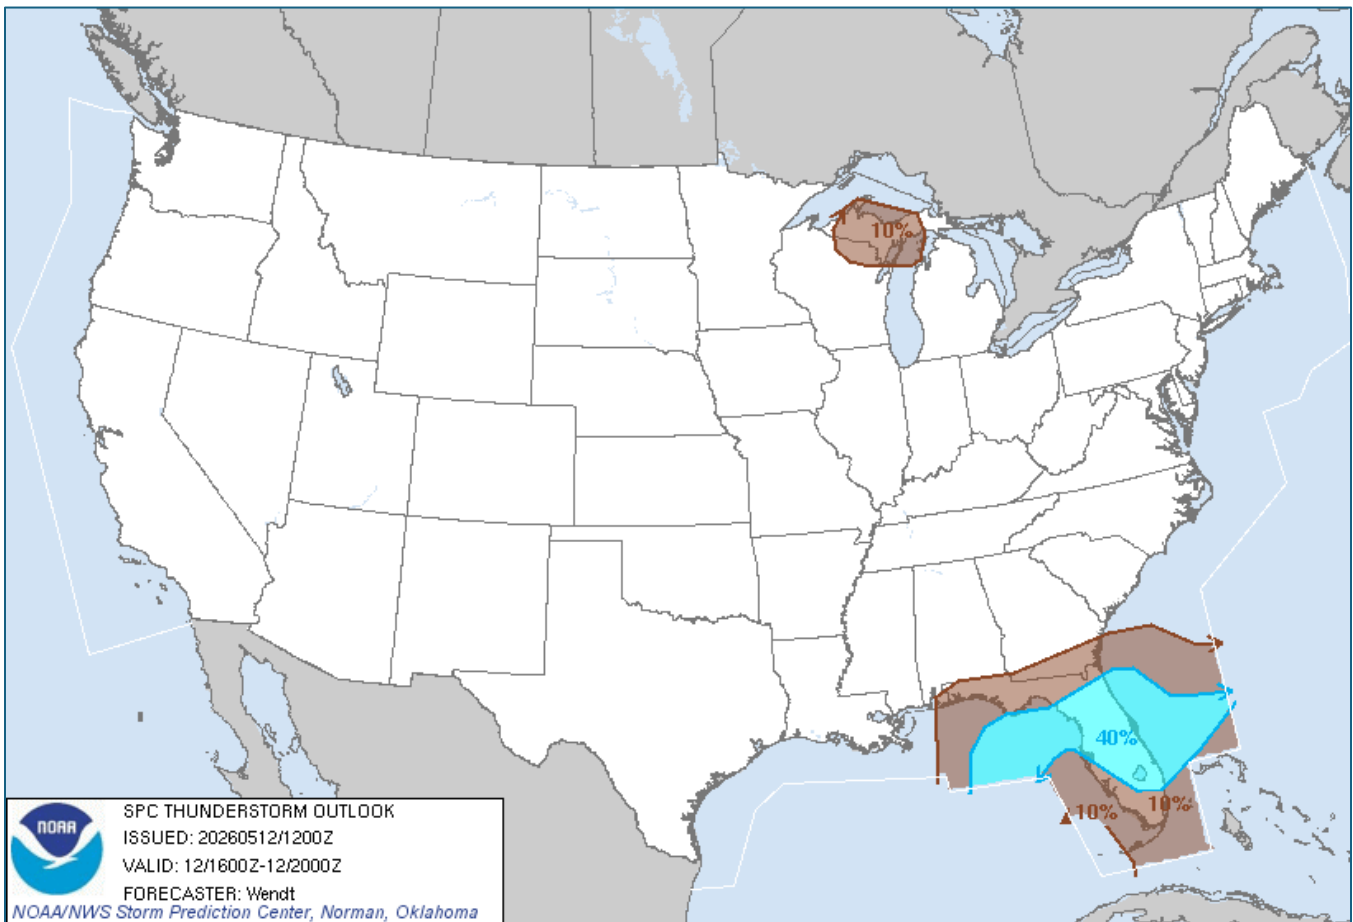 10%
40%
10%
10%
NOAA
SPC THUNDERSTORM OUTLOOK
ISSUED: 20260512/1200Z
VALID: 12/1600Z-12/2000Z
FORECASTER: Wendt
NOAA/NWS Storm Prediction Center, Norman, Oklahoma